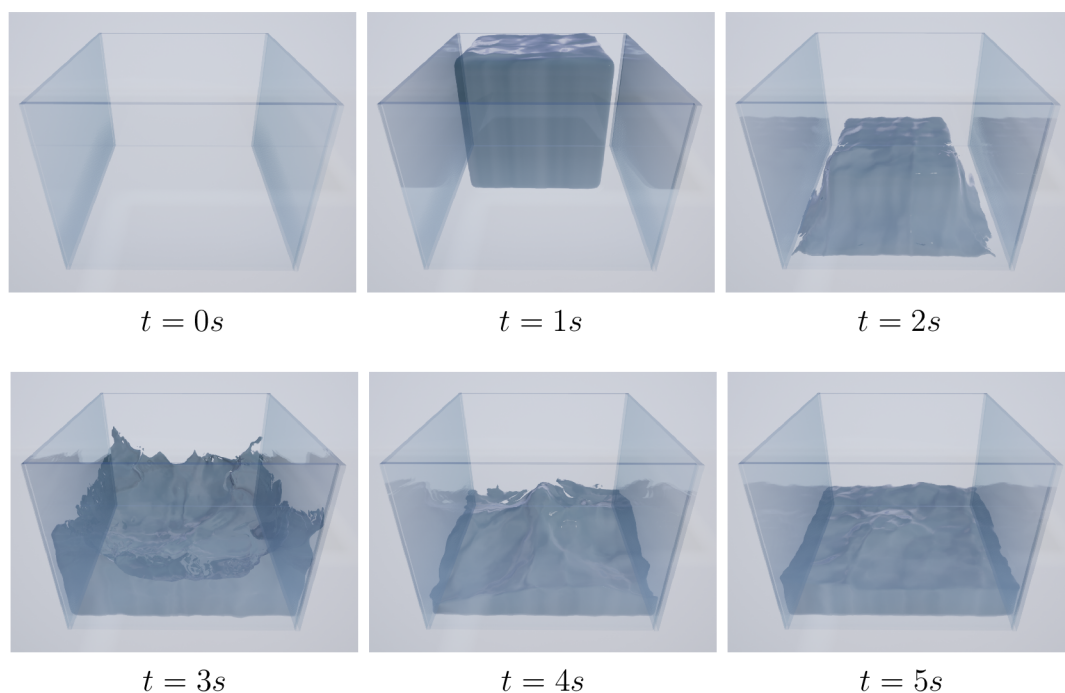 t = 0s
t = 1s
t = 2s
t = 3s
t = 4s
t = 5s